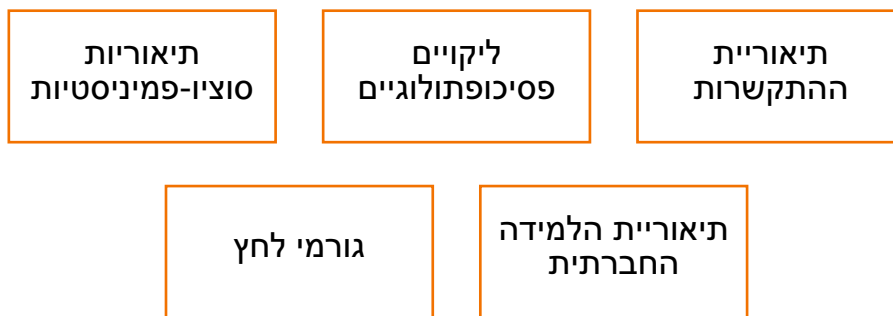 תיאוריית
ההתקשרות
ליקויים
פסיכופתולוגיים
תיאוריות
סוציו-פמיניסטיות
תיאוריית הלמידה
החברתית
גורמי לחץ